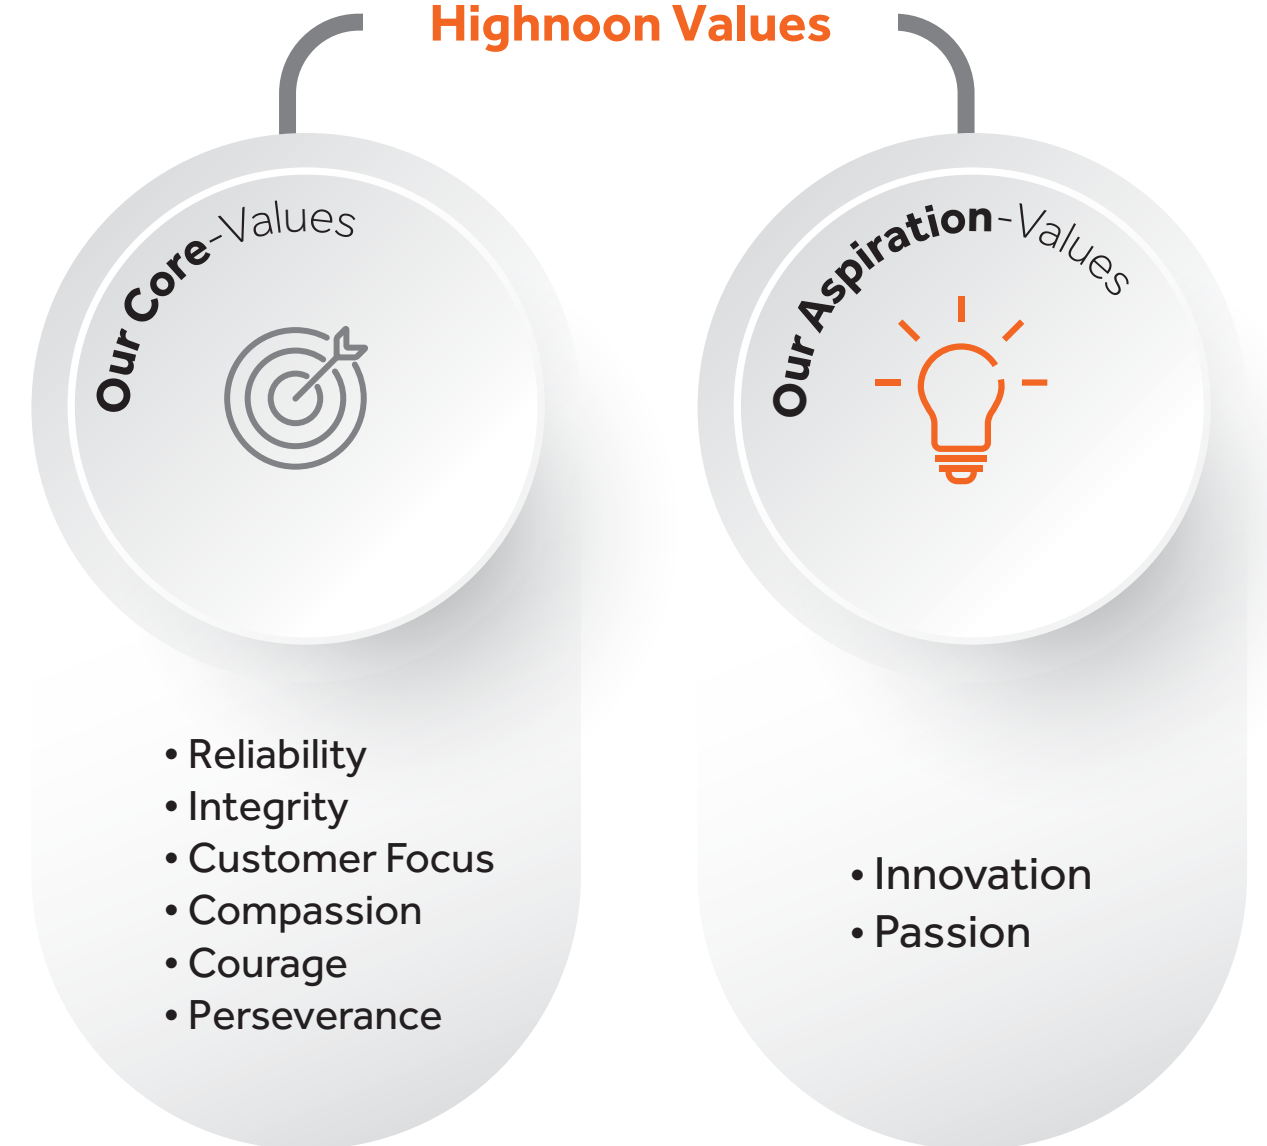 Highnoon Values
Our Core-Values
• Reliability
• Integrity
• Customer Focus
• Compassion
• Courage
• Perseverance
Our Aspiration-Values
• Innovation
• Passion